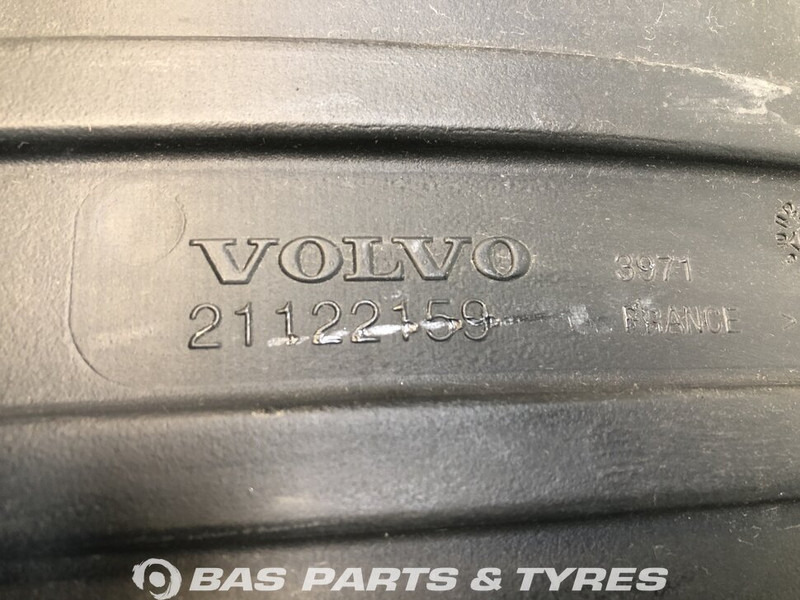 VOLVO
21122159
3971
FRANCE >
BAS PARTS & TYRES